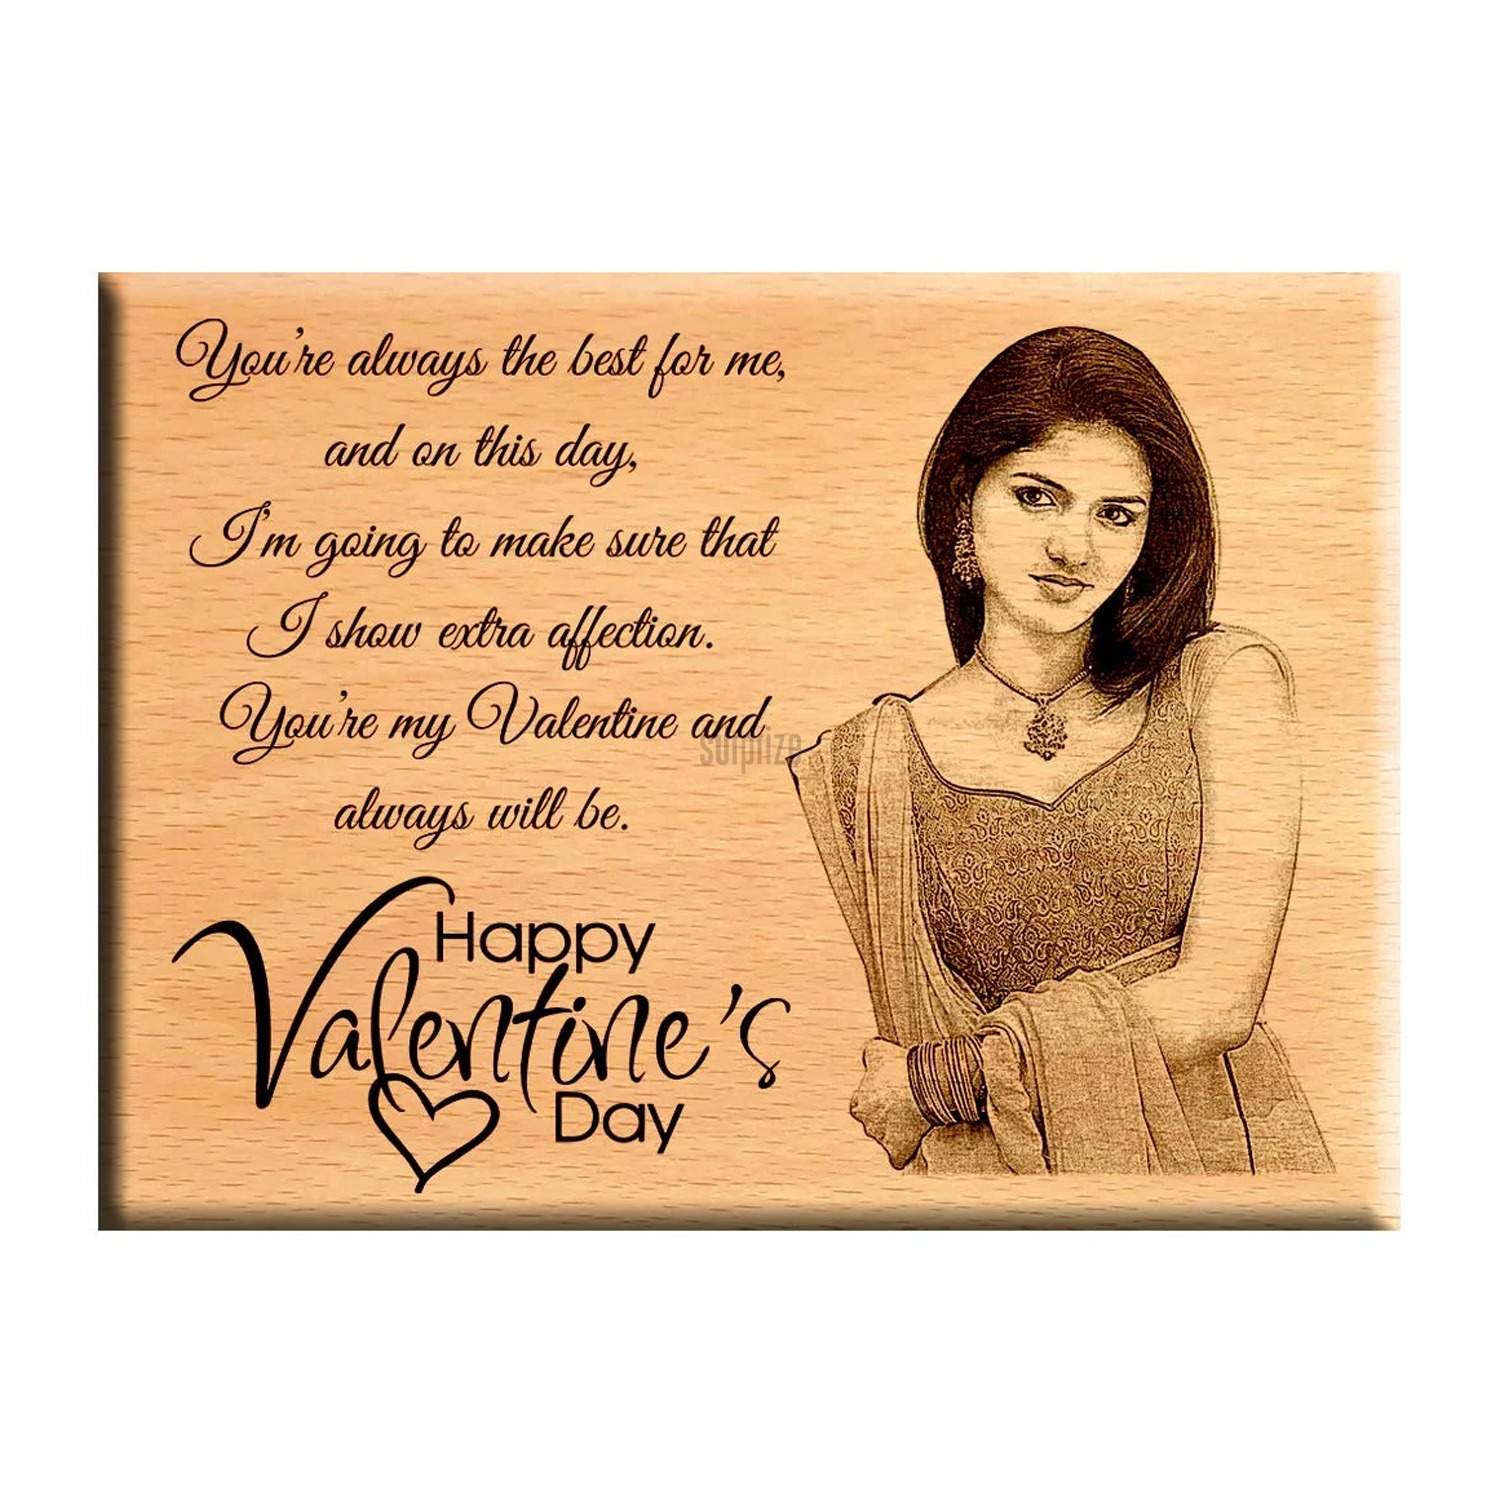 You're always the best for me,
and on this day,
I'm going to make sure that
I show extra affection.
You're my Valentine and
always will be.
Happy
Valentine's
Day